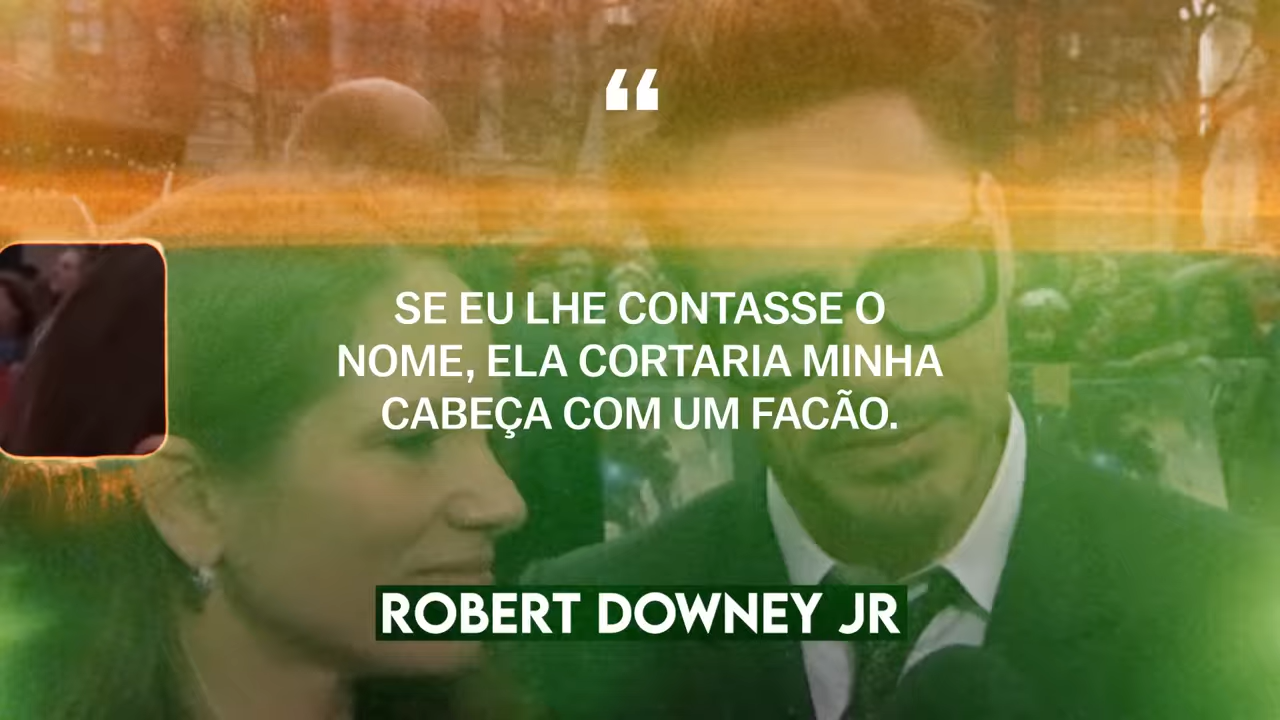 “
SE EU LHE CONTASSE O
NOME, ELA CORTARIA MINHA
CABEÇA COM UM FACÃO.
ROBERT DOWNEY JR